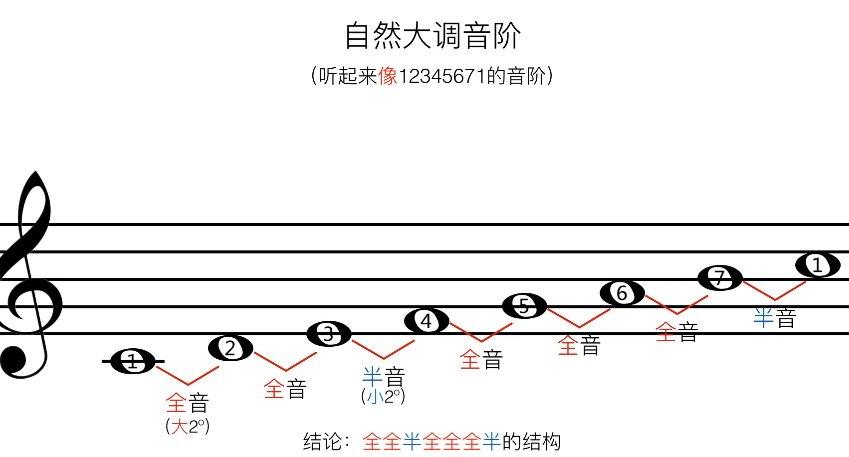 自然大调音阶
（听起来像12345671的音阶）
1 2 3 4 5 6 7 1
全音 全音 半音 全音 全音 全音 半音
(大2º) (小2º)
结论：全全半全全全半的结构